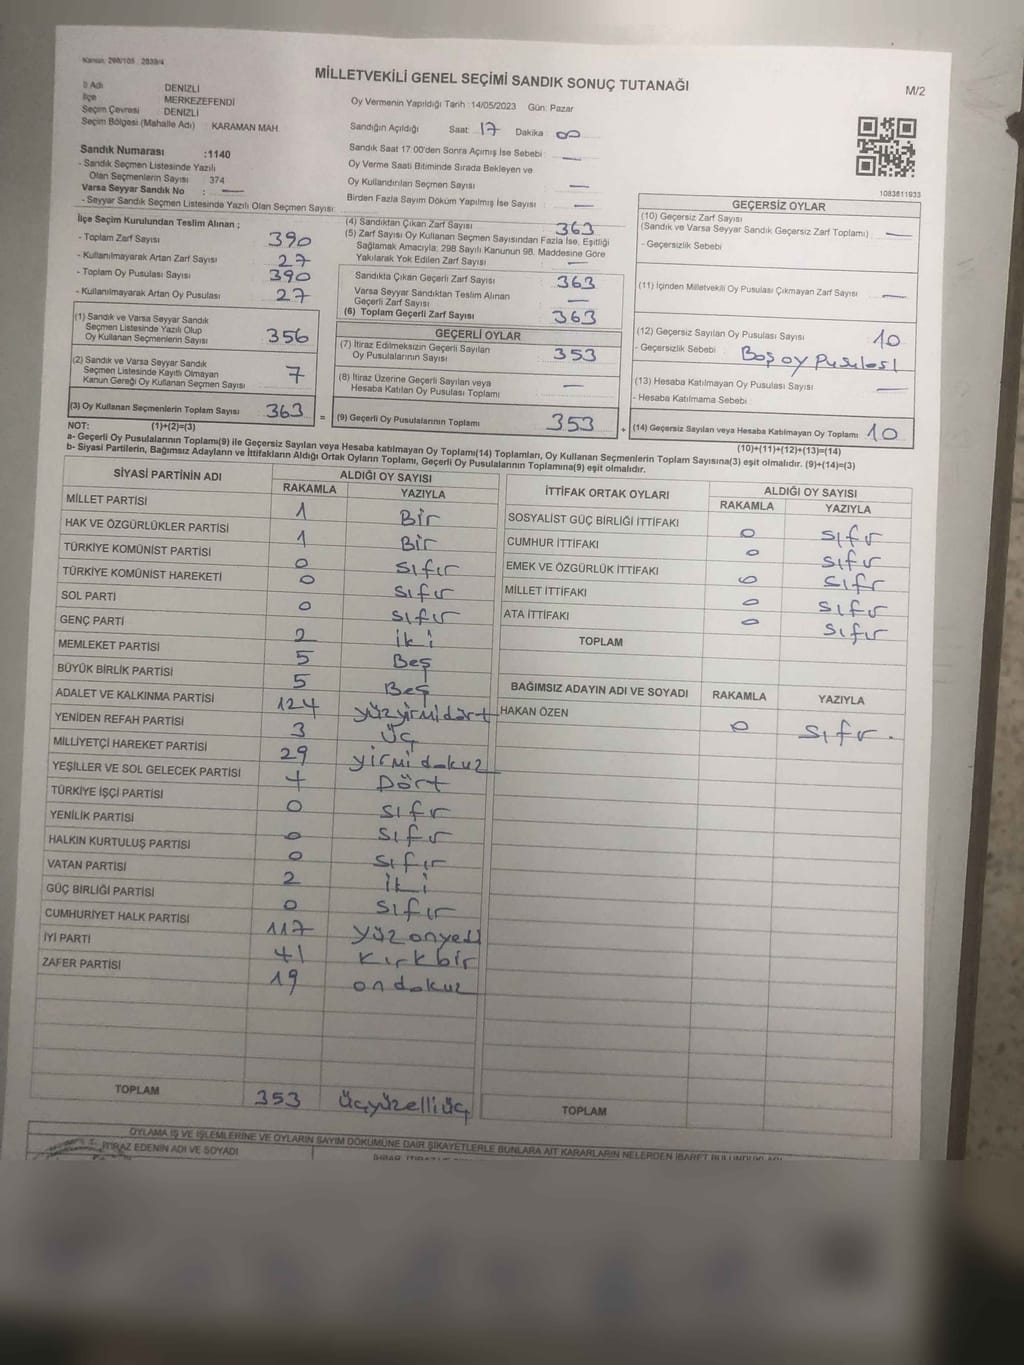 Kanun: 298/105 2839/4
MİLLETVEKİLİ GENEL SEÇİMİ SANDIK SONUÇ TUTANAĞI
M/2
İl Adı DENİZLİ
İlçe MERKEZEFENDİ
Seçim Çevresi DENİZLİ
Seçim Bölgesi (Mahalle Adı) KARAMAN MAH.
Oy Vermenin Yapıldığı Tarih :14/05/2023 Gün: Pazar
Sandığın Açıldığı Saat: 17 Dakika 00
Sandık Saat 17:00'den Sonra Açımış İse Sebebi : —
Oy Verme Saati Bitiminde Sırada Bekleyen ve
Oy Kullandırılan Seçmen Sayısı —
Birden Fazla Sayım Döküm Yapılmış İse Sayısı : —
Sandık Numarası :1140
- Sandık Seçmen Listesinde Yazılı
Olan Seçmenlerin Sayısı : 374
Varsa Seyyar Sandık No : —
- Seyyar Sandık Seçmen Listesinde Yazılı Olan Seçmen Sayısı:
1083811933
İlçe Seçim Kurulundan Teslim Alınan ;
- Toplam Zarf Sayısı 390
- Kullanılmayarak Artan Zarf Sayısı 27
- Toplam Oy Pusulası Sayısı 390
- Kullanılmayarak Artan Oy Pusulası 27
(1) Sandık ve Varsa Seyyar Sandık
Seçmen Listesinde Yazılı Olup
Oy Kullanan Seçmenlerin Sayısı 356
(2) Sandık ve Varsa Seyyar Sandık
Seçmen Listesinde Kayıtlı Olmayan
Kanun Gereği Oy Kullanan Seçmen Sayısı 7
(3) Oy Kullanan Seçmenlerin Toplam Sayısı 363 =
(4) Sandıktan Çıkan Zarf Sayısı 363
(5) Zarf Sayısı Oy Kullanan Seçmen Sayısından Fazla İse, Eşitliği
Sağlamak Amacıyla; 298 Sayılı Kanunun 98. Maddesine Göre
Yakılarak Yok Edilen Zarf Sayısı —
Sandıkta Çıkan Geçerli Zarf Sayısı 363
Varsa Seyyar Sandıktan Teslim Alınan
Geçerli Zarf Sayısı —
(6) Toplam Geçerli Zarf Sayısı 363
GEÇERLİ OYLAR
(7) İtiraz Edilmeksizin Geçerli Sayılan
Oy Pusulalarının Sayısı 353
(8) İtiraz Üzerine Geçerli Sayılan veya
Hesaba Katılan Oy Pusulası Toplamı —
(9) Geçerli Oy Pusulalarının Toplamı 353 +
GEÇERSİZ OYLAR
(10) Geçersiz Zarf Sayısı
(Sandık ve Varsa Seyyar Sandık Geçersiz Zarf Toplamı) —
- Geçersizlik Sebebi
(11) İçinden Milletvekili Oy Pusulası Çıkmayan Zarf Sayısı —
(12) Geçersiz Sayılan Oy Pusulası Sayısı 10
- Geçersizlik Sebebi : Boş oy Pusulası
(13) Hesaba Katılmayan Oy Pusulası Sayısı —
- Hesaba Katılmama Sebebi
(14) Geçersiz Sayılan veya Hesaba Katılmayan Oy Toplamı 10
NOT: (1)+(2)=(3)
(10)+(11)+(12)+(13)=(14)
a- Geçerli Oy Pusulalarının Toplamı(9) ile Geçersiz Sayılan veya Hesaba katılmayan Oy Toplamı(14) Toplamları, Oy Kullanan Seçmenlerin Toplam Sayısına(3) eşit olmalıdır. (9)+(14)=(3)
b- Siyasi Partilerin, Bağımsız Adayların ve İttifakların Aldığı Ortak Oyların Toplamı, Geçerli Oy Pusulalarının Toplamına(9) eşit olmalıdır.
SİYASİ PARTİNİN ADI ALDIĞI OY SAYISI
RAKAMLA YAZIYLA
MİLLET PARTİSİ 1 Bir
HAK VE ÖZGÜRLÜKLER PARTİSİ 1 Bir
TÜRKİYE KOMÜNİST PARTİSİ 0 sıfır
TÜRKİYE KOMÜNİST HAREKETİ 0 sıfır
SOL PARTİ 0 sıfır
GENÇ PARTİ 2 iki
MEMLEKET PARTİSİ 5 Beş
BÜYÜK BİRLİK PARTİSİ 5 Beş
ADALET VE KALKINMA PARTİSİ 124 yüzyirmidört
YENİDEN REFAH PARTİSİ 3 Üç
MİLLİYETÇİ HAREKET PARTİSİ 29 yirmi dokuz
YEŞİLLER VE SOL GELECEK PARTİSİ 4 Dört
TÜRKİYE İŞÇİ PARTİSİ 0 sıfır
YENİLİK PARTİSİ 0 sıfır
HALKIN KURTULUŞ PARTİSİ 0 sıfır
VATAN PARTİSİ 2 iki
GÜÇ BİRLİĞİ PARTİSİ 0 sıfır
CUMHURİYET HALK PARTİSİ 117 yüz onyedi
İYİ PARTİ 41 kırkbir
ZAFER PARTİSİ 19 ondokuz
TOPLAM 353 üçyüzelliüç
İTTİFAK ORTAK OYLARI ALDIĞI OY SAYISI
RAKAMLA YAZIYLA
SOSYALİST GÜÇ BİRLİĞİ İTTİFAKI 0 sıfır
CUMHUR İTTİFAKI 0 sıfır
EMEK VE ÖZGÜRLÜK İTTİFAKI 0 sıfır
MİLLET İTTİFAKI 0 sıfır
ATA İTTİFAKI 0 sıfır
TOPLAM
BAĞIMSIZ ADAYIN ADI VE SOYADI RAKAMLA YAZIYLA
HAKAN ÖZEN 0 sıfır.
TOPLAM
OYLAMA İŞ VE İŞLEMLERİNE VE OYLARIN SAYIM DÖKÜMÜNE DAİR ŞİKAYETLERLE BUNLARA AİT KARARLARIN NELERDEN İBARET BULUNDUKLARI
İTİRAZ EDENİN ADI VE SOYADI